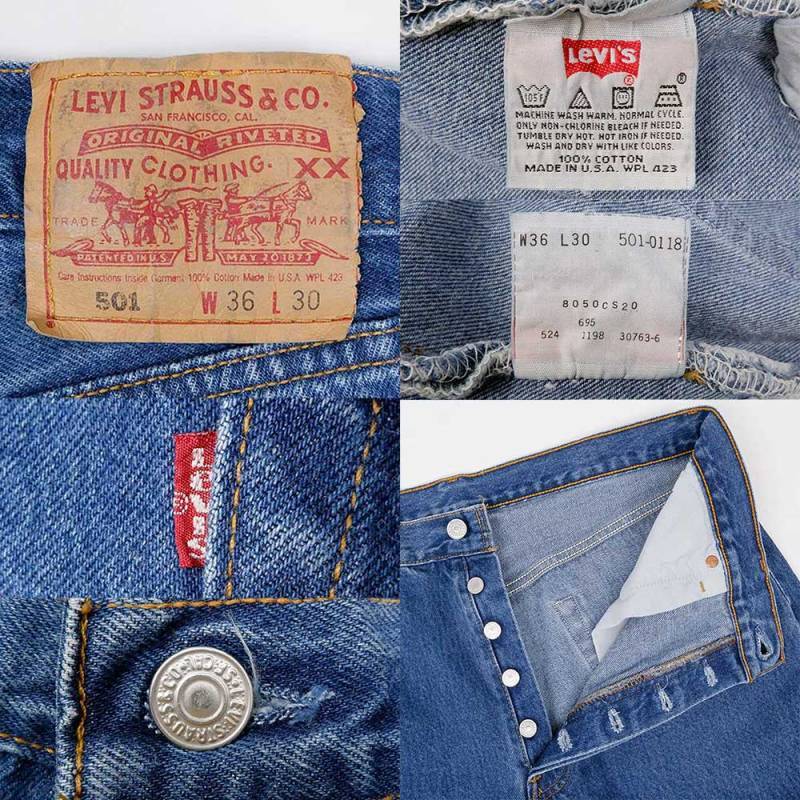 LEVI STRAUSS & CO.
SAN FRANCISCO, CAL.
ORIGINAL RIVETED
QUALITY CLOTHING. XX
TRADE MARK
PATENTED IN U.S. MAY 20 1873
Care Instructions Inside Garment 100% Cotton Made In U.S.A. WPL 423
501 W 36 L 30
LEVI'S
®
105F
®
MACHINE WASH WARM. NORMAL CYCLE.
ONLY NON-CHLORINE BLEACH IF NEEDED.
TUMBLE DRY HOT. HOT IRON IF NEEDED.
WASH AND DRY WITH LIKE COLORS.
100% COTTON
MADE IN U.S.A. WPL 423
W36 L30 501-0118
8050CS20
695
524 1198 30763-6
LEVI'S
®
LEVI STRAUSS & CO